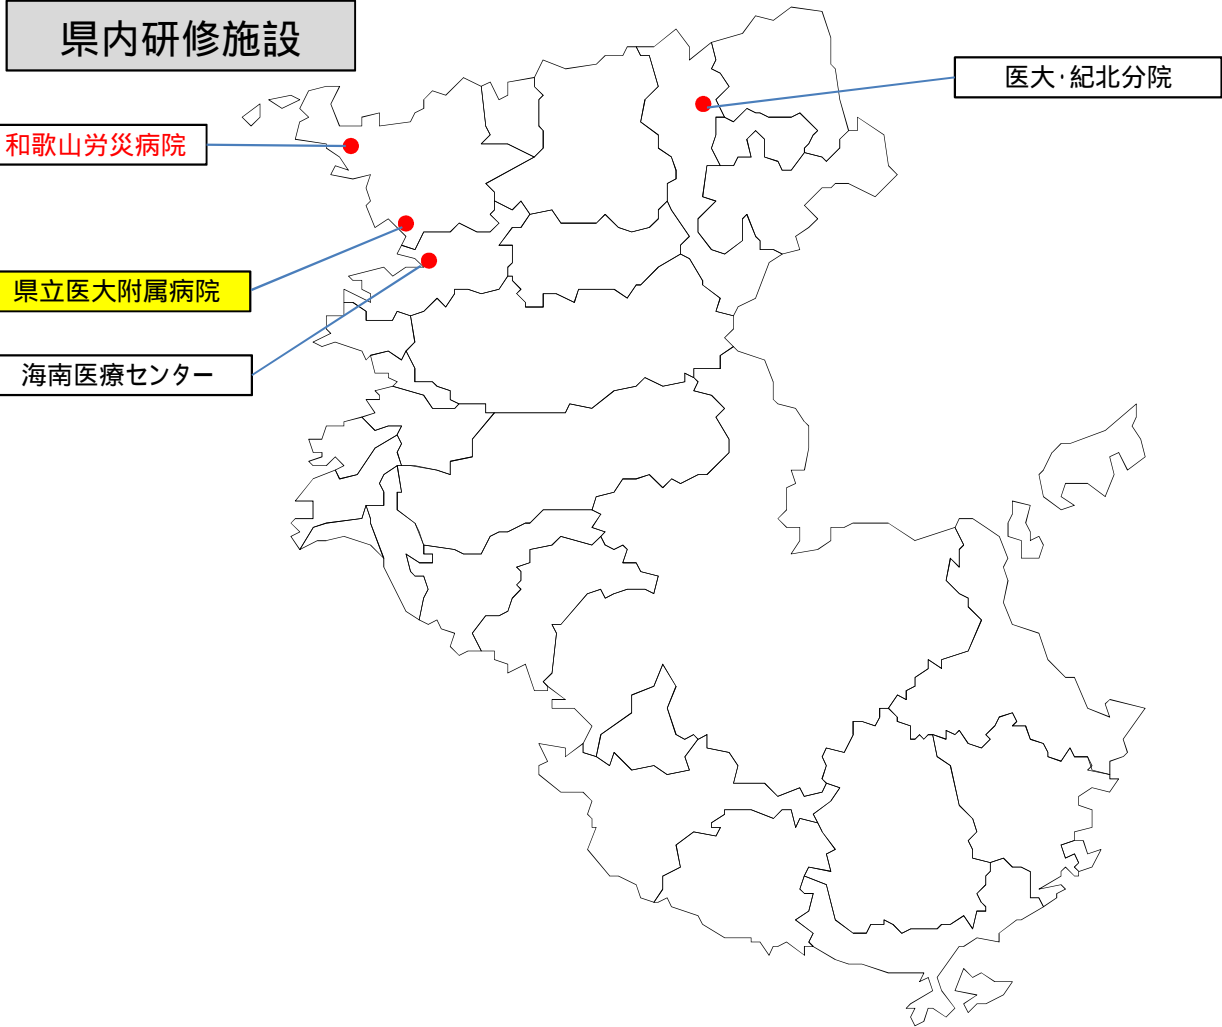 県内研修施設
医大・紀北分院
和歌山労災病院
県立医大附属病院
海南医療センター